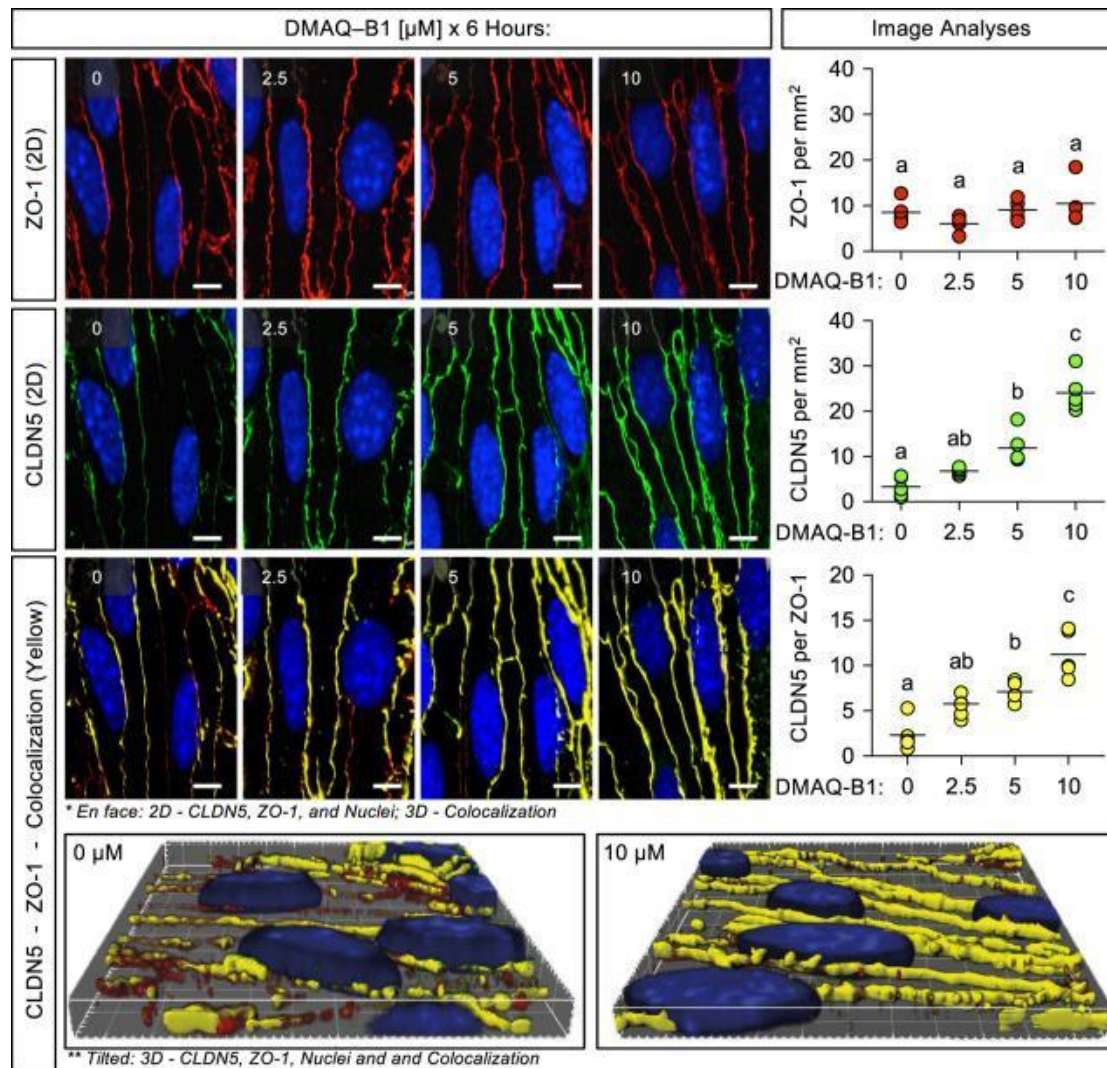 DMAQ–B1 [µM] x 6 Hours:
Image Analyses
ZO-1 (2D)
0
2.5
5
10
ZO-1 per mm²
40
30
20
10
0
a
a
a
a
DMAQ-B1: 0 2.5 5 10
CLDN5 (2D)
0
2.5
5
10
CLDN5 per mm²
40
30
20
10
0
a
ab
b
c
DMAQ-B1: 0 2.5 5 10
CLDN5 - ZO-1 - Colocalization (Yellow)
0
2.5
5
10
CLDN5 per ZO-1
20
15
10
5
0
a
ab
b
c
DMAQ-B1: 0 2.5 5 10
* En face: 2D - CLDN5, ZO-1, and Nuclei; 3D - Colocalization
0 µM
10 µM
** Tilted: 3D - CLDN5, ZO-1, Nuclei and and Colocalization